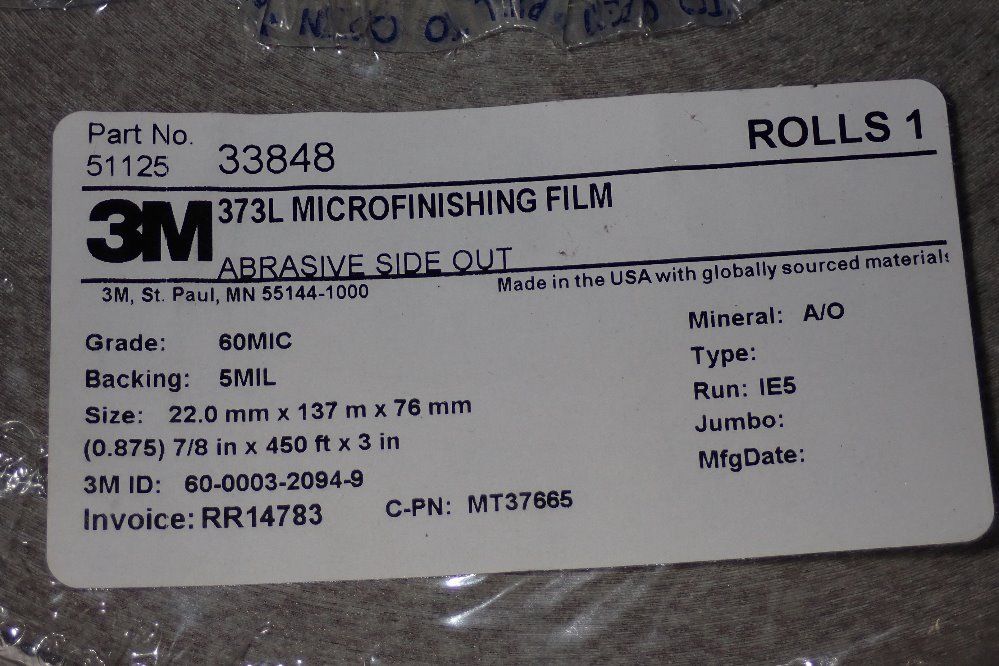 Part No.
51125 33848
ROLLS 1
3M 373L MICROFINISHING FILM
ABRASIVE SIDE OUT
3M, St. Paul, MN 55144-1000
Made in the USA with globally sourced materials
Grade: 60MIC
Mineral: A/O
Backing: 5MIL
Type:
Size: 22.0 mm x 137 m x 76 mm
Run: IE5
(0.875) 7/8 in x 450 ft x 3 in
Jumbo:
3M ID: 60-0003-2094-9
MfgDate:
Invoice: RR14783
C-PN: MT37665